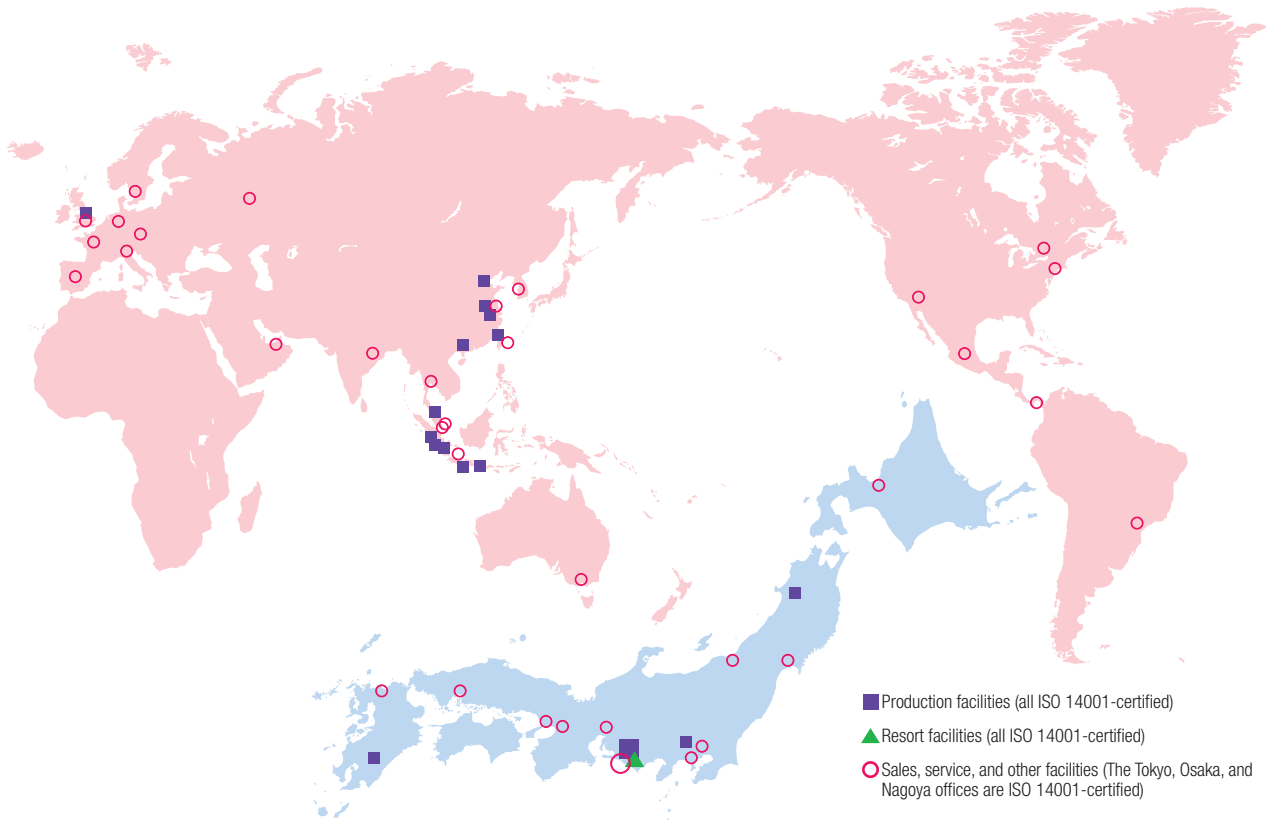 Production facilities (all ISO 14001-certified)
Resort facilities (all ISO 14001-certified)
Sales, service, and other facilities (The Tokyo, Osaka, and
Nagoya offices are ISO 14001-certified)